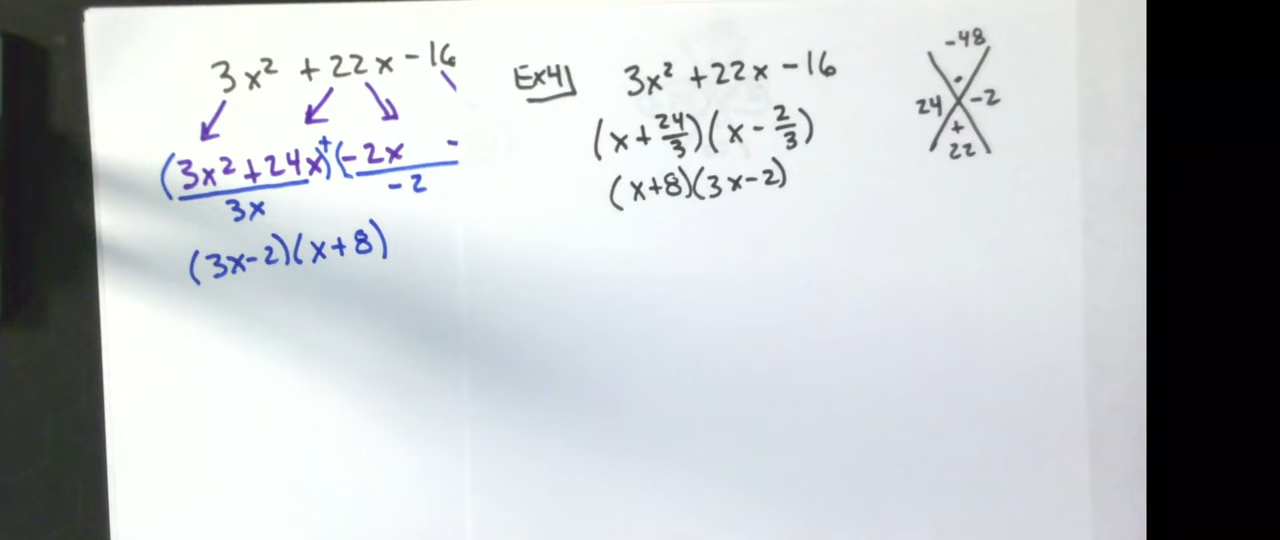 3x² + 22x - 16
(3x² + 24x) + (-2x -
3x
-2
(3x-2)(x+8)
Ex4) 3x² + 22x - 16
(x + 24/3)(x - 2/3)
(x+8)(3x-2)
-48
·
24 -2
+
22